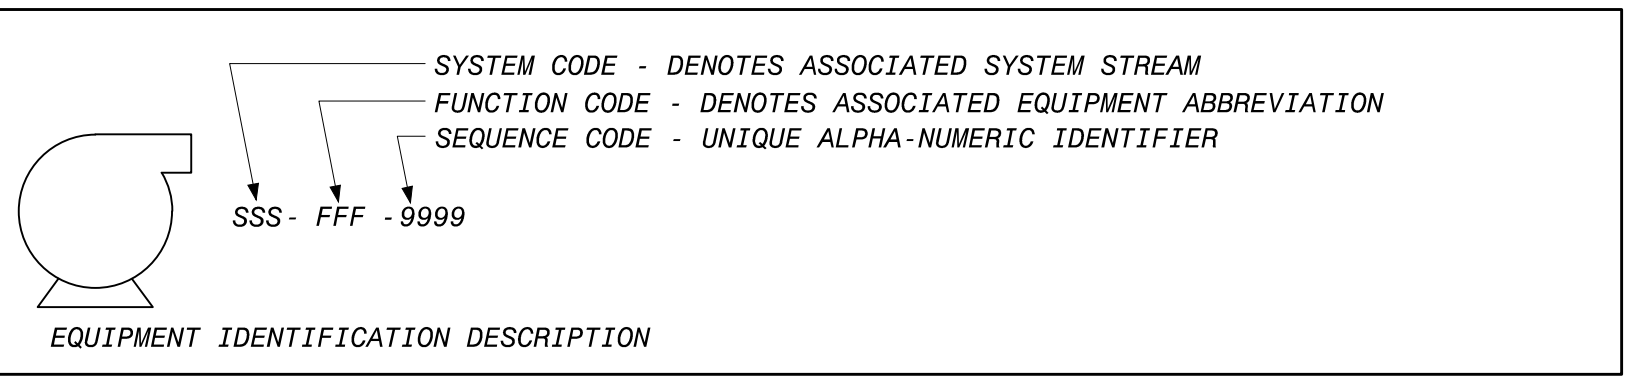 SYSTEM CODE - DENOTES ASSOCIATED SYSTEM STREAM
FUNCTION CODE - DENOTES ASSOCIATED EQUIPMENT ABBREVIATION
SEQUENCE CODE - UNIQUE ALPHA-NUMERIC IDENTIFIER
SSS- FFF -9999
EQUIPMENT IDENTIFICATION DESCRIPTION